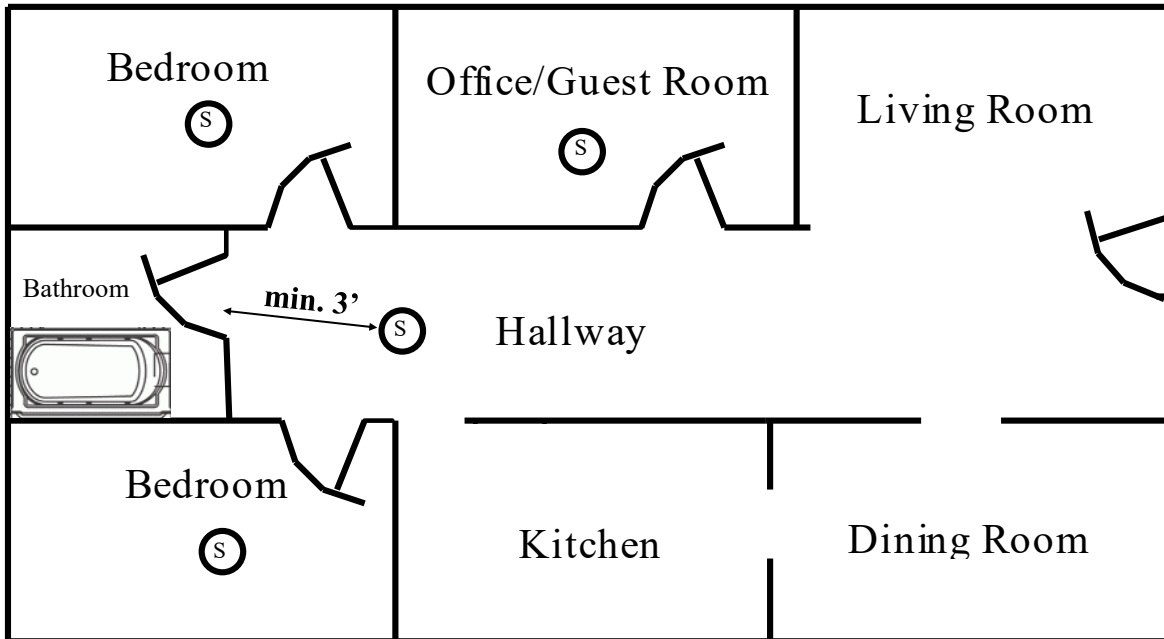 Bedroom
S
Office/Guest Room
S
Living Room
Bathroom
min. 3’
S
Hallway
Bedroom
S
Kitchen
Dining Room